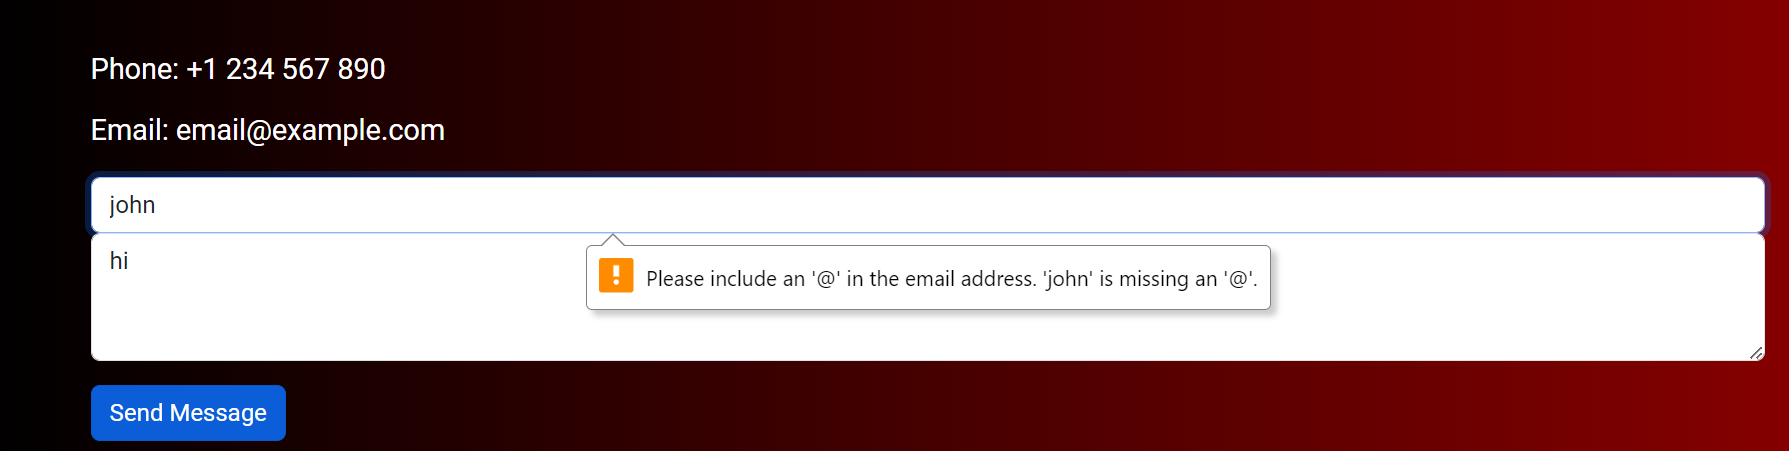 Phone: +1 234 567 890
Email: email@example.com
john
hi
Please include an '@' in the email address. 'john' is missing an '@'.
Send Message